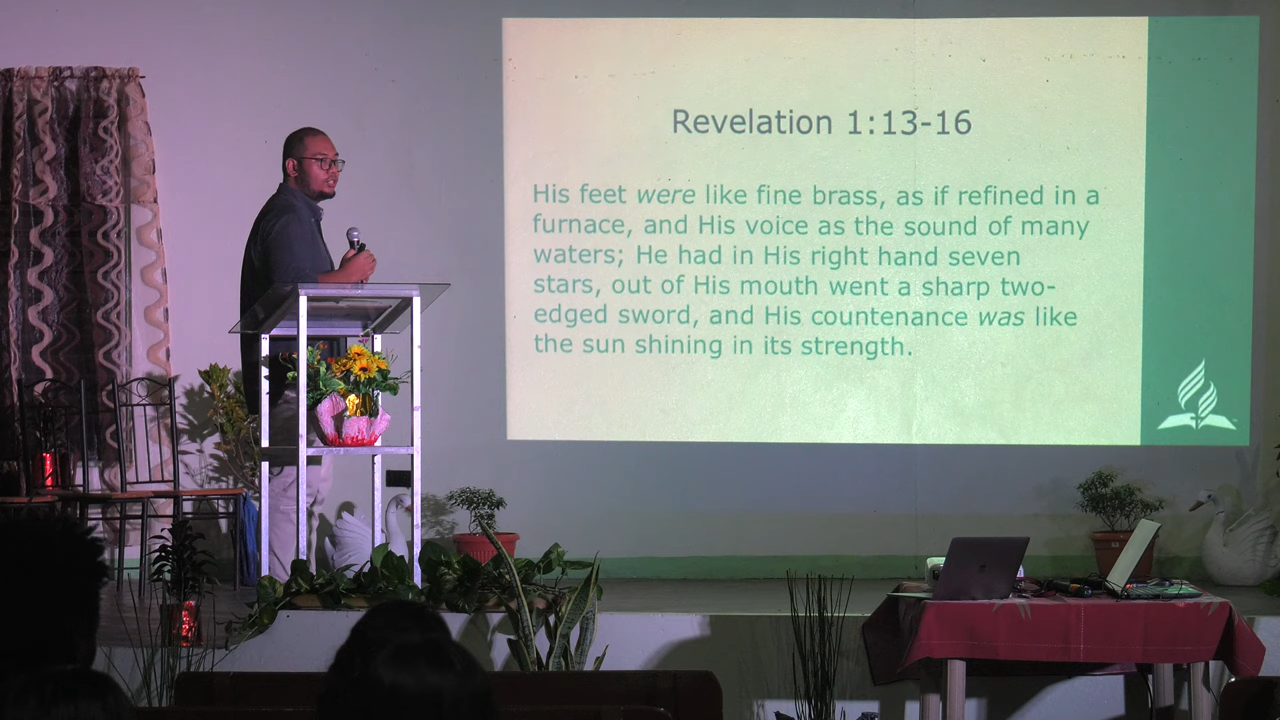 Revelation 1:13-16
His feet were like fine brass, as if refined in a
furnace, and His voice as the sound of many
waters; He had in His right hand seven
stars, out of His mouth went a sharp two-
edged sword, and His countenance was like
the sun shining in its strength.